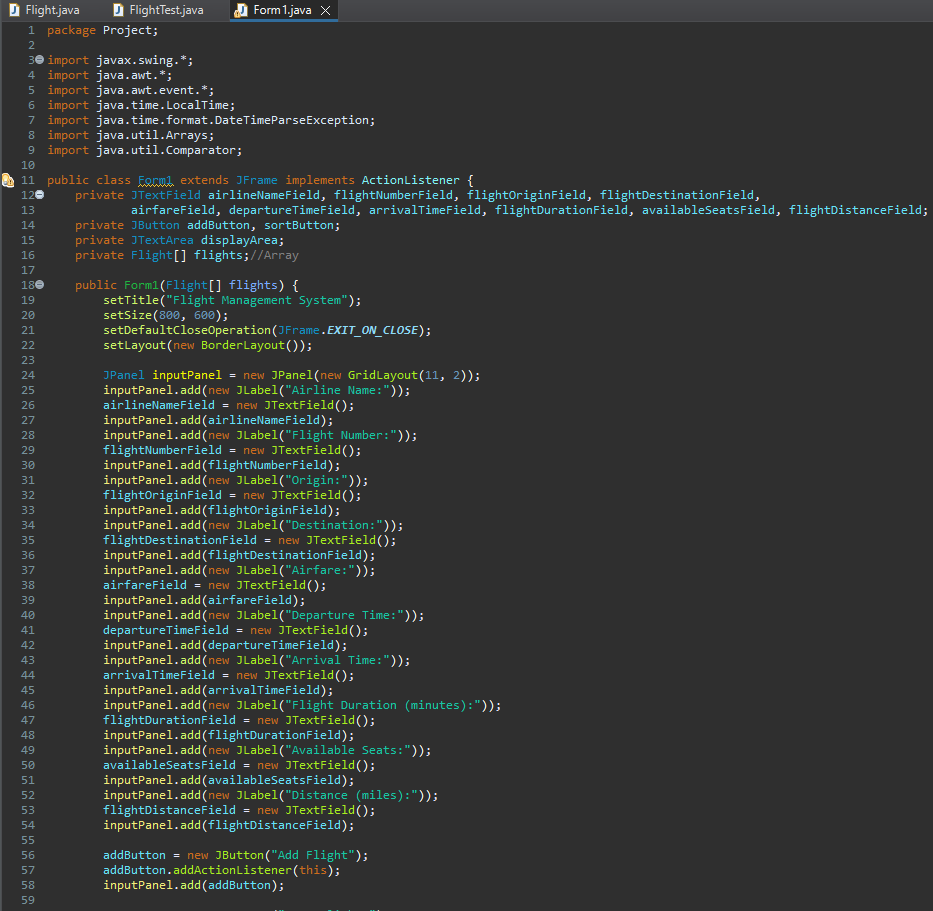 Flight.java FlightTest.java Form1.java
1 package Project;
2
3 import javax.swing.*;
4 import java.awt.*;
5 import java.awt.event.*;
6 import java.time.LocalTime;
7 import java.time.format.DateTimeParseException;
8 import java.util.Arrays;
9 import java.util.Comparator;
10
11 public class Form1 extends JFrame implements ActionListener {
12 private JTextField airlineNameField, flightNumberField, flightOriginField, flightDestinationField,
13 airfareField, departureTimeField, arrivalTimeField, flightDurationField, availableSeatsField, flightDistanceField;
14 private JButton addButton, sortButton;
15 private JTextArea displayArea;
16 private Flight[] flights;//Array
17
18 public Form1(Flight[] flights) {
19 setTitle("Flight Management System");
20 setSize(800, 600);
21 setDefaultCloseOperation(JFrame.EXIT_ON_CLOSE);
22 setLayout(new BorderLayout());
23
24 JPanel inputPanel = new JPanel(new GridLayout(11, 2));
25 inputPanel.add(new JLabel("Airline Name:"));
26 airlineNameField = new JTextField();
27 inputPanel.add(airlineNameField);
28 inputPanel.add(new JLabel("Flight Number:"));
29 flightNumberField = new JTextField();
30 inputPanel.add(flightNumberField);
31 inputPanel.add(new JLabel("Origin:"));
32 flightOriginField = new JTextField();
33 inputPanel.add(flightOriginField);
34 inputPanel.add(new JLabel("Destination:"));
35 flightDestinationField = new JTextField();
36 inputPanel.add(flightDestinationField);
37 inputPanel.add(new JLabel("Airfare:"));
38 airfareField = new JTextField();
39 inputPanel.add(airfareField);
40 inputPanel.add(new JLabel("Departure Time:"));
41 departureTimeField = new JTextField();
42 inputPanel.add(departureTimeField);
43 inputPanel.add(new JLabel("Arrival Time:"));
44 arrivalTimeField = new JTextField();
45 inputPanel.add(arrivalTimeField);
46 inputPanel.add(new JLabel("Flight Duration (minutes):"));
47 flightDurationField = new JTextField();
48 inputPanel.add(flightDurationField);
49 inputPanel.add(new JLabel("Available Seats:"));
50 availableSeatsField = new JTextField();
51 inputPanel.add(availableSeatsField);
52 inputPanel.add(new JLabel("Distance (miles):"));
53 flightDistanceField = new JTextField();
54 inputPanel.add(flightDistanceField);
55
56 addButton = new JButton("Add Flight");
57 addButton.addActionListener(this);
58 inputPanel.add(addButton);
59